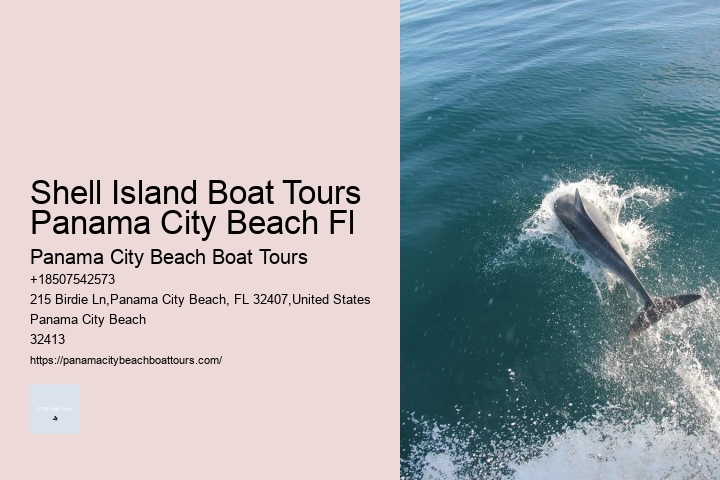 Shell Island Boat Tours
Panama City Beach Fl
Panama City Beach Boat Tours
+18507542573
215 Birdie Ln,Panama City Beach, FL 32407,United States
Panama City Beach
32413
https://panamacitybeachboattours.com/